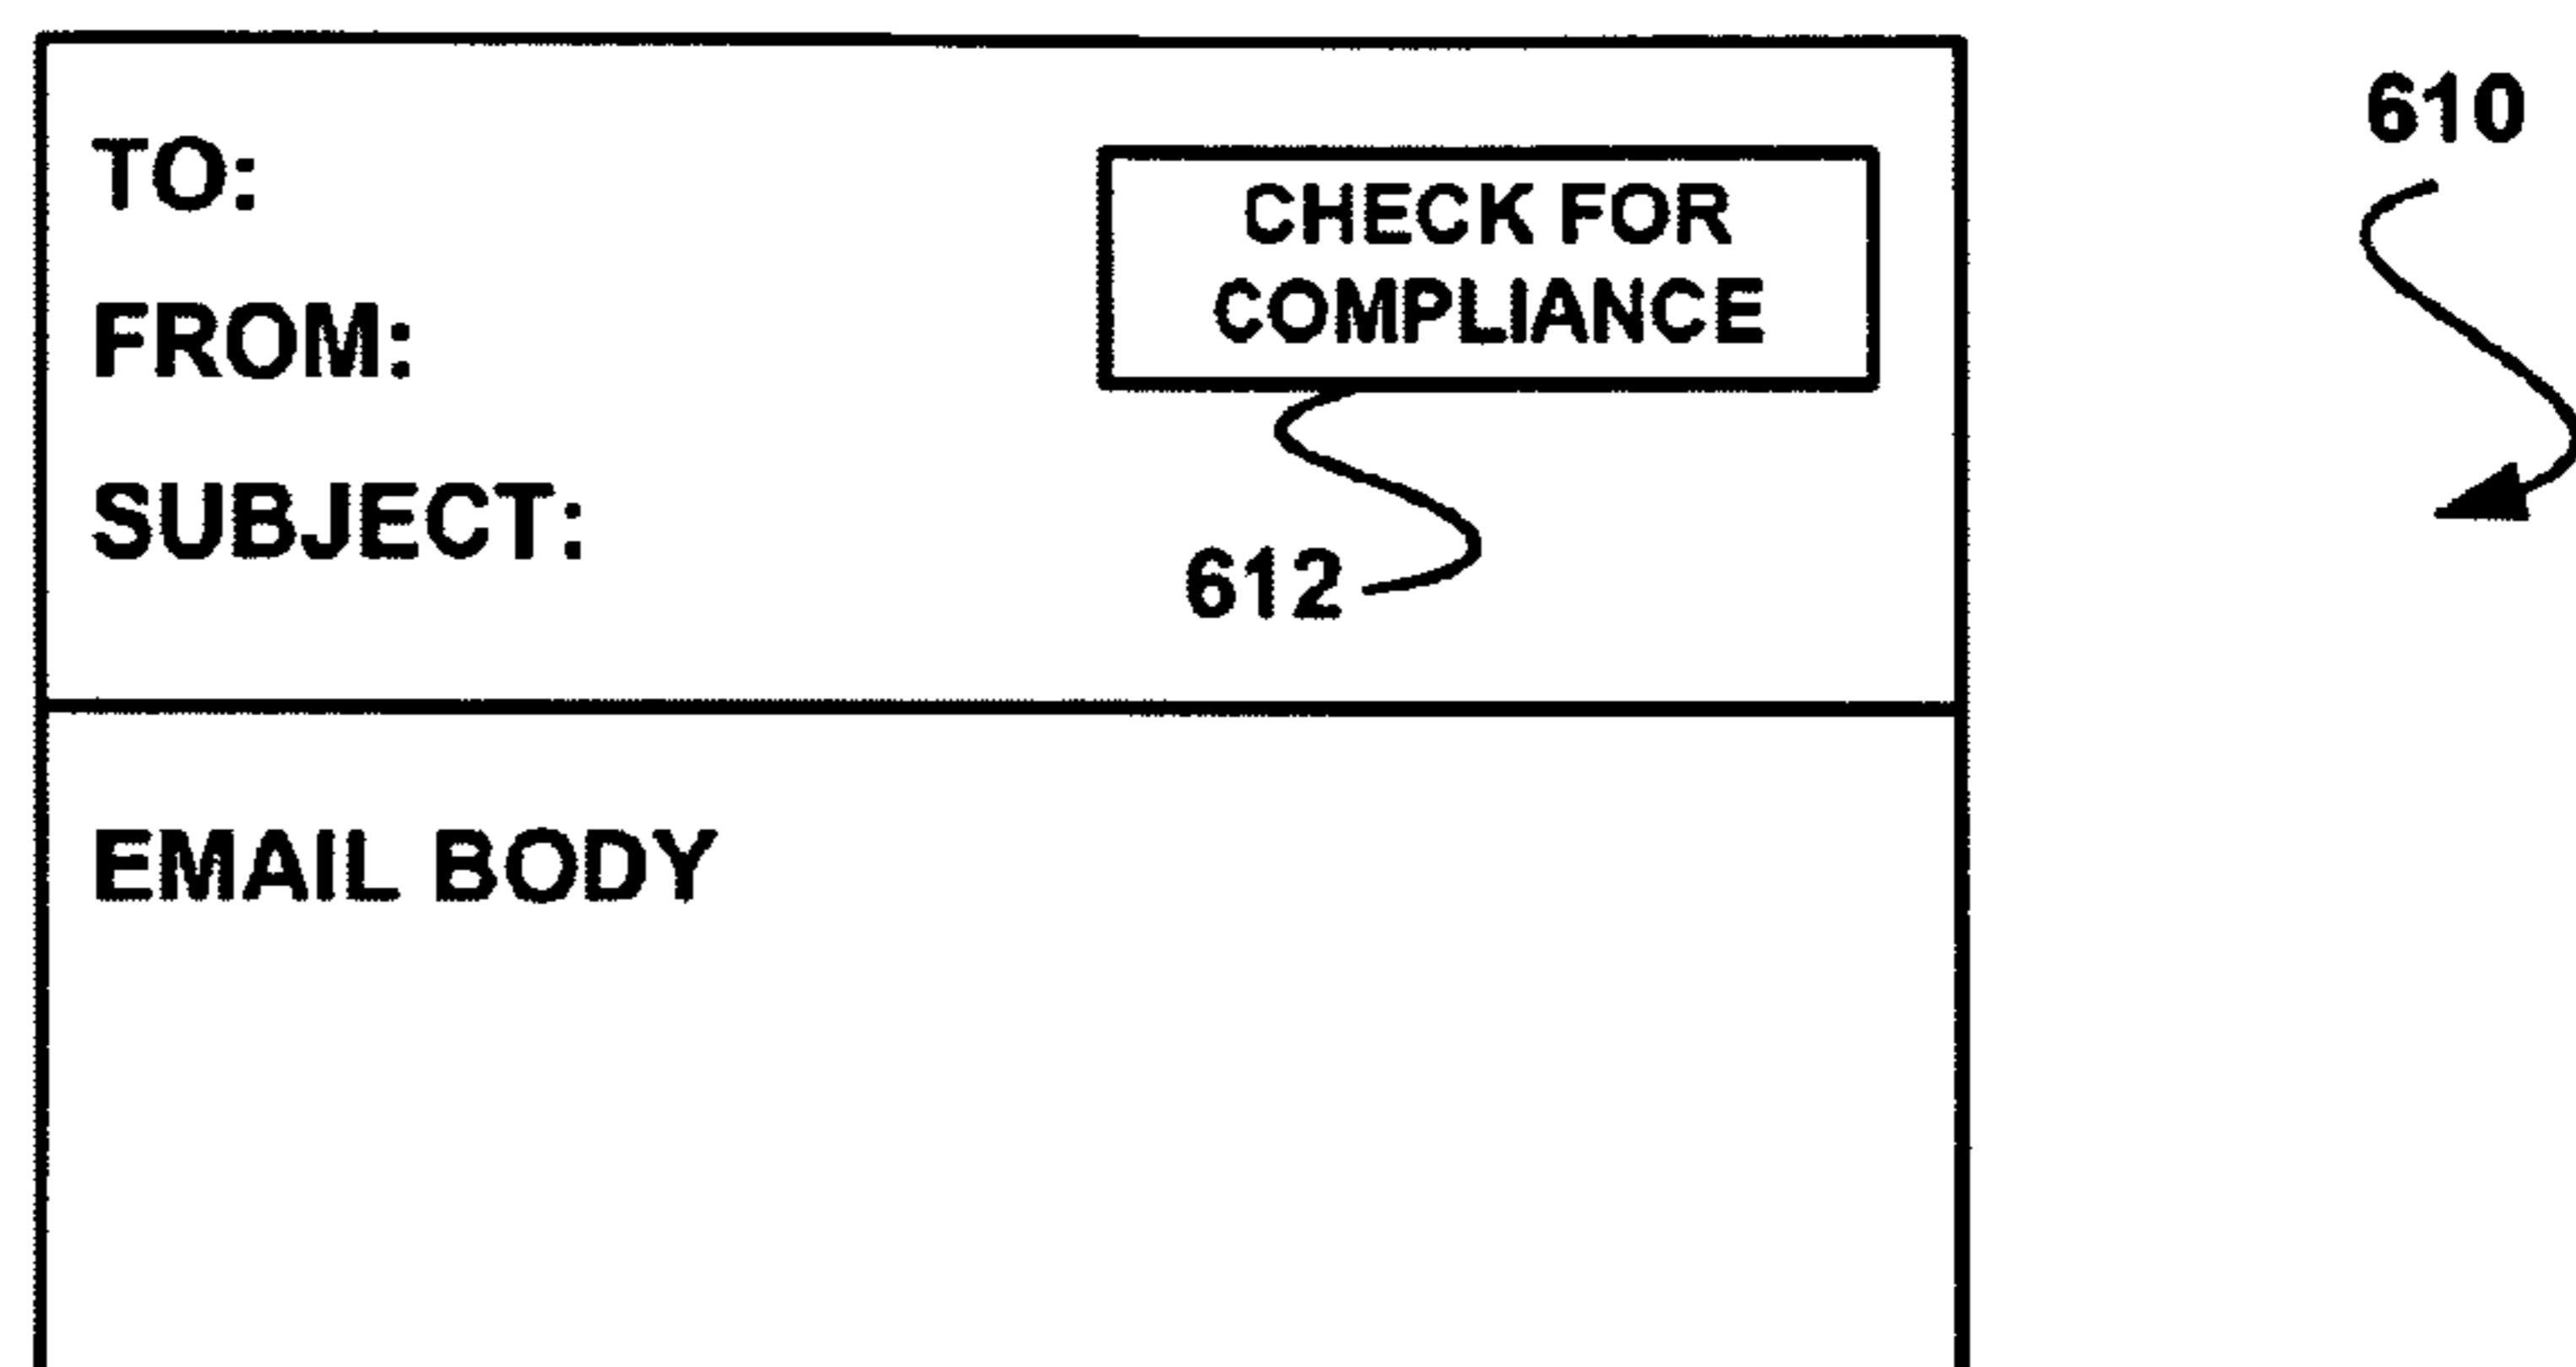 610
TO:
CHECK FOR
COMPLIANCE
FROM:
SUBJECT:
612
EMAIL BODY